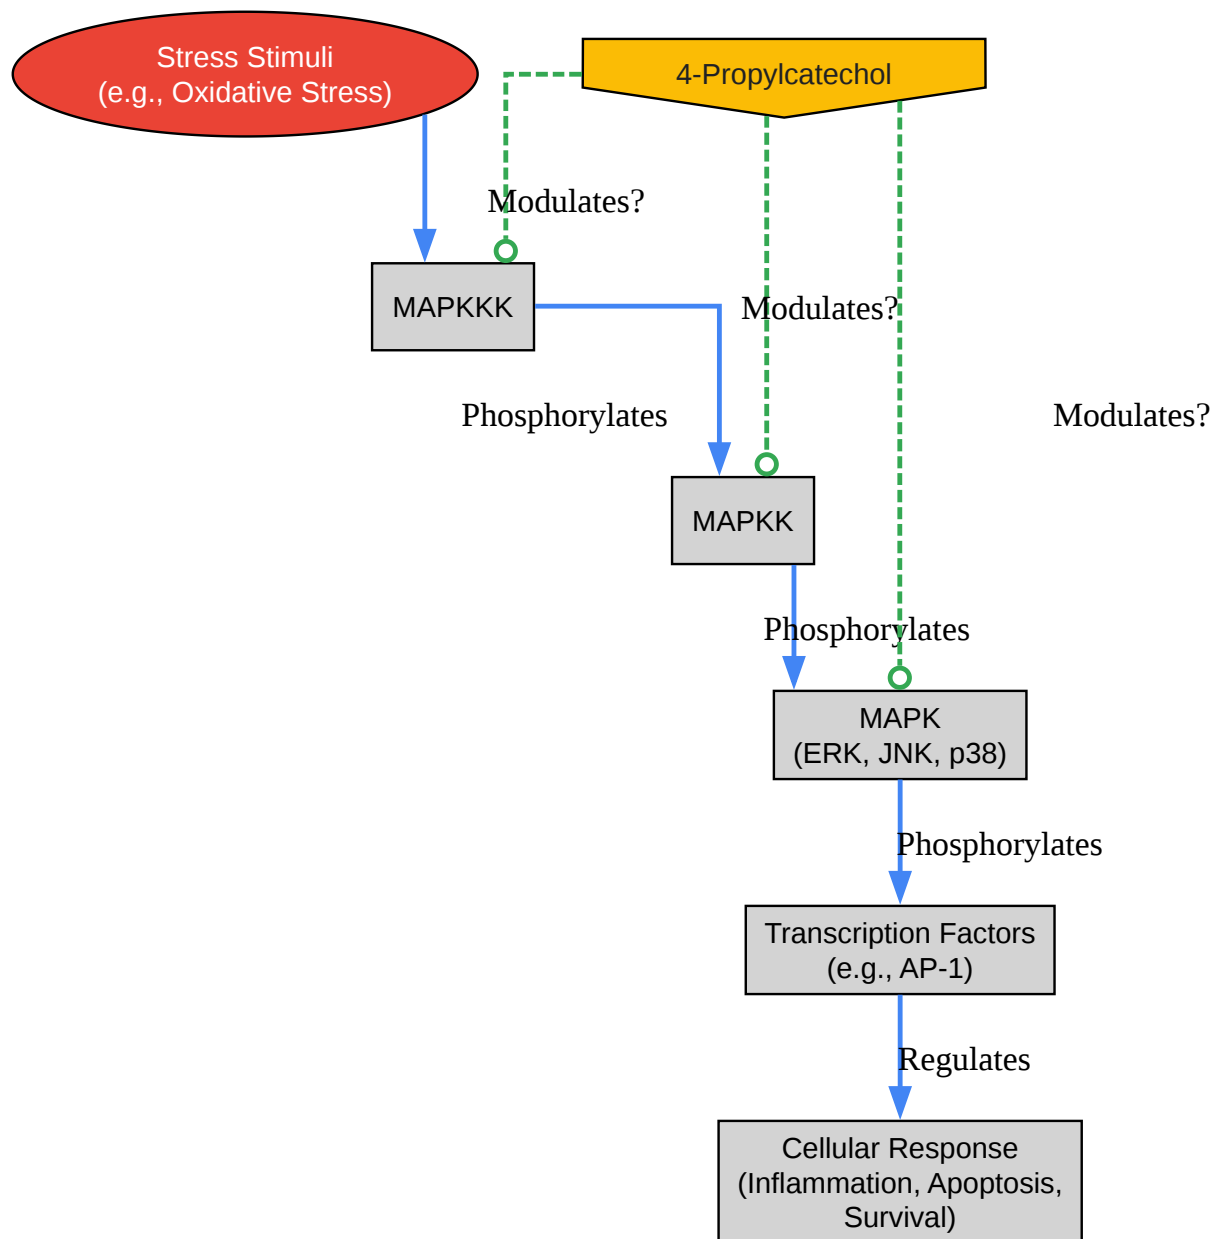 Stress Stimuli
(e.g., Oxidative Stress)
4-Propylcatechol
Modulates?
MAPKKK
Modulates?
Phosphorylates
Modulates?
MAPKK
Phosphorylates
MAPK
(ERK, JNK, p38)
Phosphorylates
Transcription Factors
(e.g., AP-1)
Regulates
Cellular Response
(Inflammation, Apoptosis,
Survival)